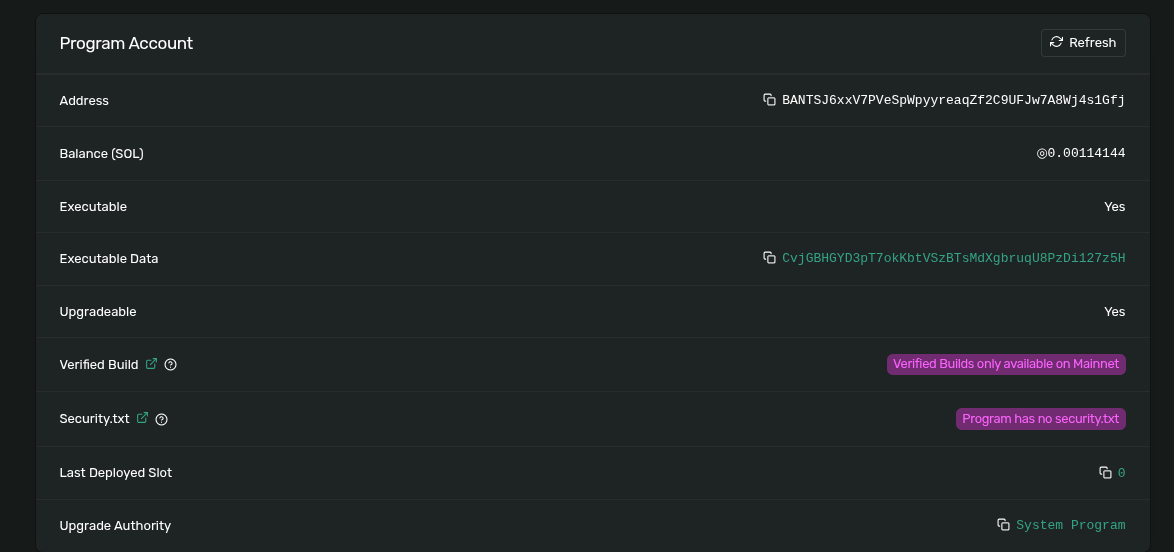 Program Account
Refresh
Address
BANTSJ6xxV7PVeSpWpyyreaqZf2C9UFJw7A8Wj4s1Gfj
Balance (SOL)
◎0.00114144
Executable
Yes
Executable Data
CvjGBHGYD3pT7okKbtVSzBTsMdXgbruqU8PzDi127z5H
Upgradeable
Yes
Verified Build
Verified Builds only available on Mainnet
Security.txt
Program has no security.txt
Last Deployed Slot
0
Upgrade Authority
System Program